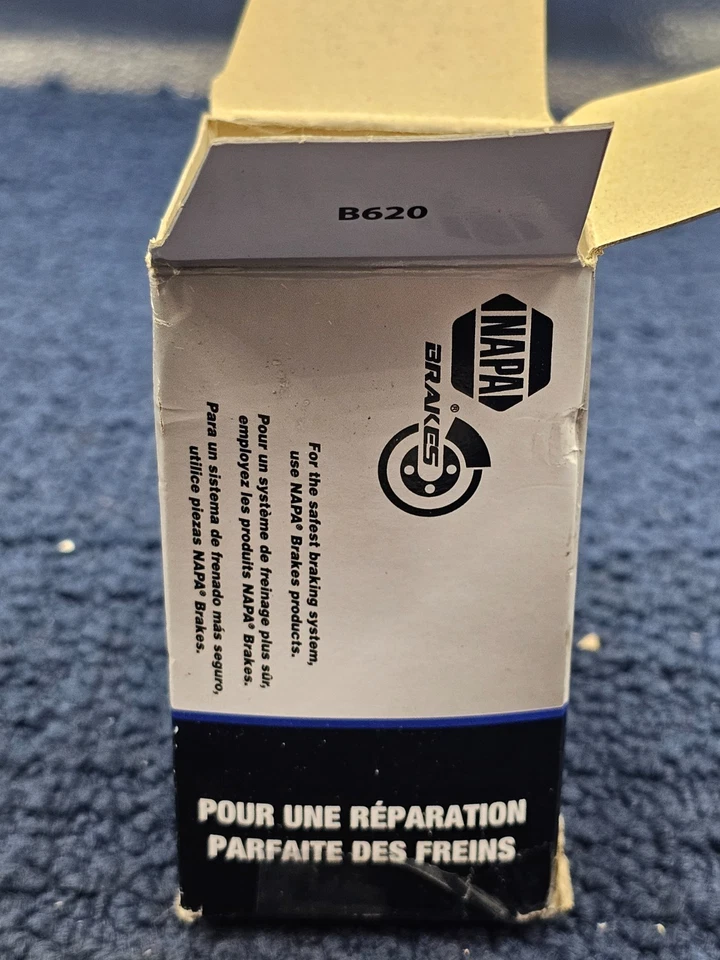 B620
NAPA
BRAKES®
For the safest braking system,
use NAPA® Brakes products.
Pour un système de freinage plus sûr,
employez les produits NAPA® Brakes.
Para un sistema de frenado más seguro,
utilice piezas NAPA® Brakes.
POUR UNE RÉPARATION
PARFAITE DES FREINS